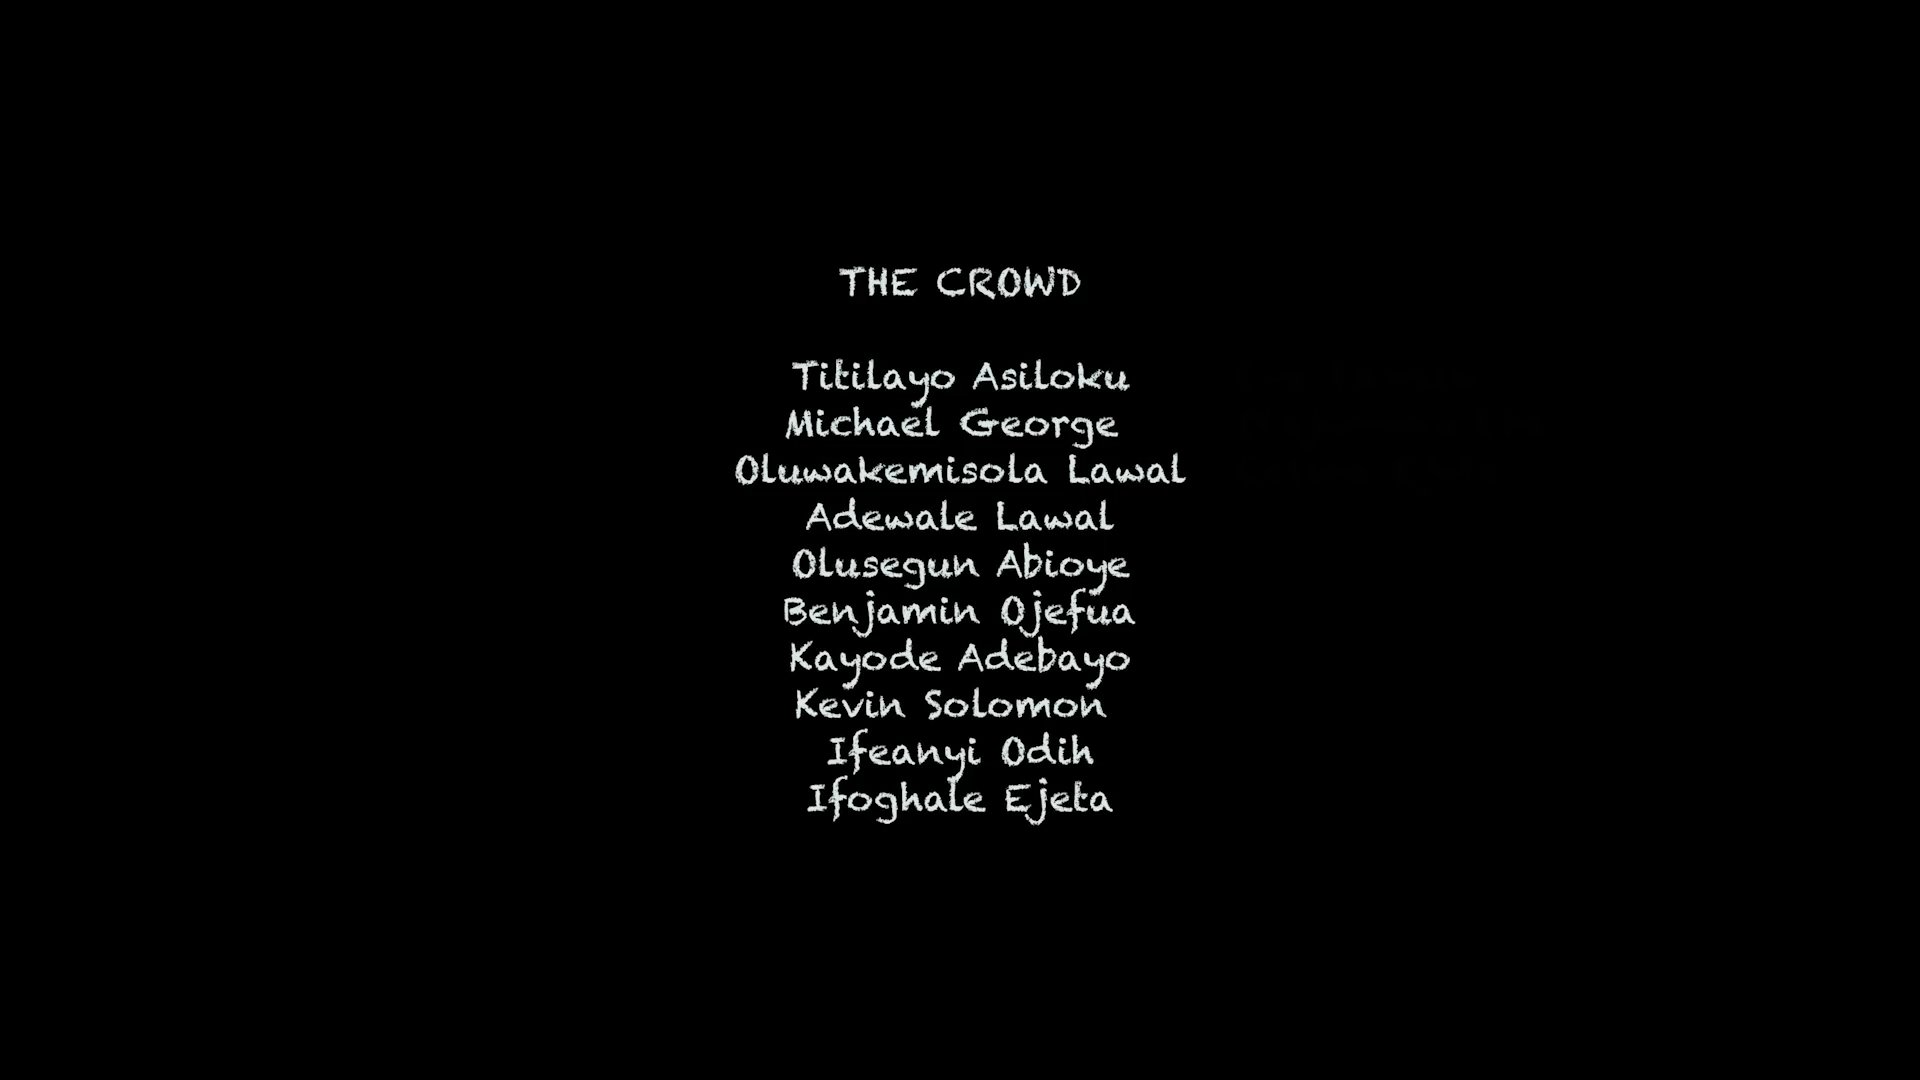 THE CROWD
Titilayo Asiloku
Michael George
Oluwakemisola Lawal
Adewale Lawal
Olusegun Abioye
Benjamin Ojefua
Kayode Adebayo
Kevin Solomon
Ifeanyi Odih
Ifoghale Ejeta